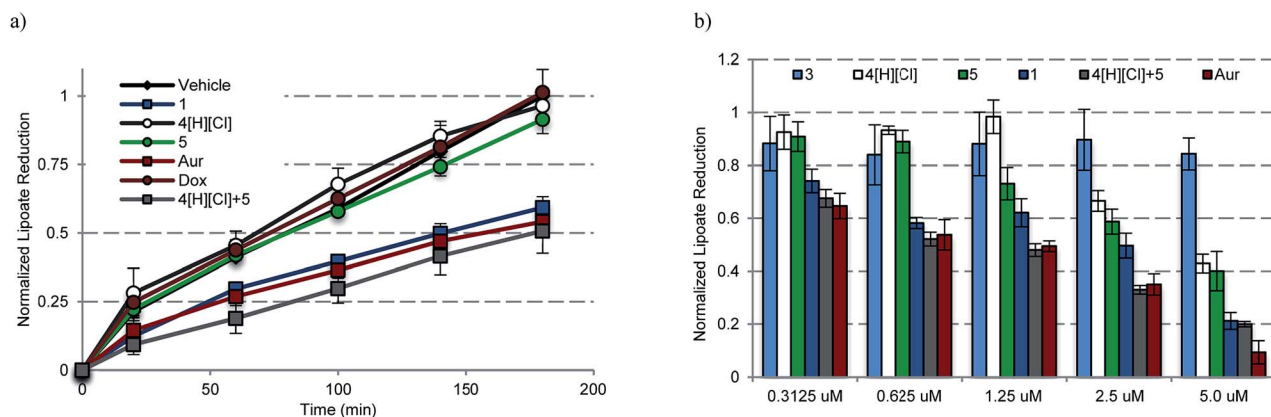 a)
Normalized Lipoate Reduction
1
0.75
0.5
0.25
0
Vehicle
1
4[H][Cl]
5
Aur
Dox
4[H][Cl]+5
0 50 100 150 200
Time (min)
b)
Normalized Lipoate Reduction
1.2
1
0.8
0.6
0.4
0.2
0
3 4[H][Cl] 5 1 4[H][Cl]+5 Aur
0.3125 uM 0.625 uM 1.25 uM 2.5 uM 5.0 uM